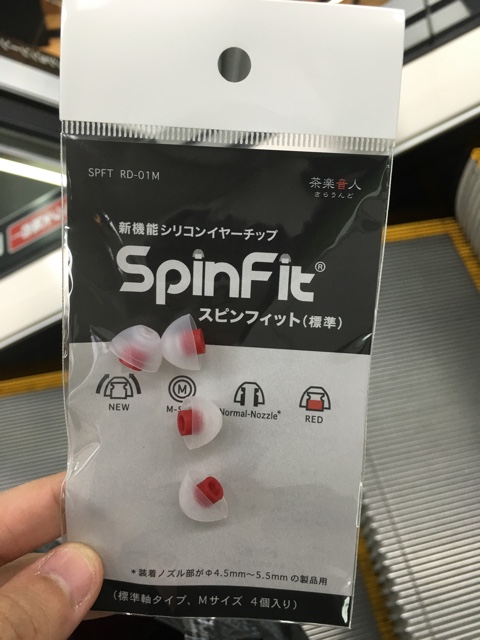 SPFT RD-01M
茶楽音人
さらうんど
新機能シリコンイヤーチップ
SpinFit®
スピンフィット（標準）
NEW
Normal-Nozzle*
RED
*装着ノズル部がΦ4.5mm〜5.5mmの製品用
（標準軸タイプ、Mサイズ 4個入り）